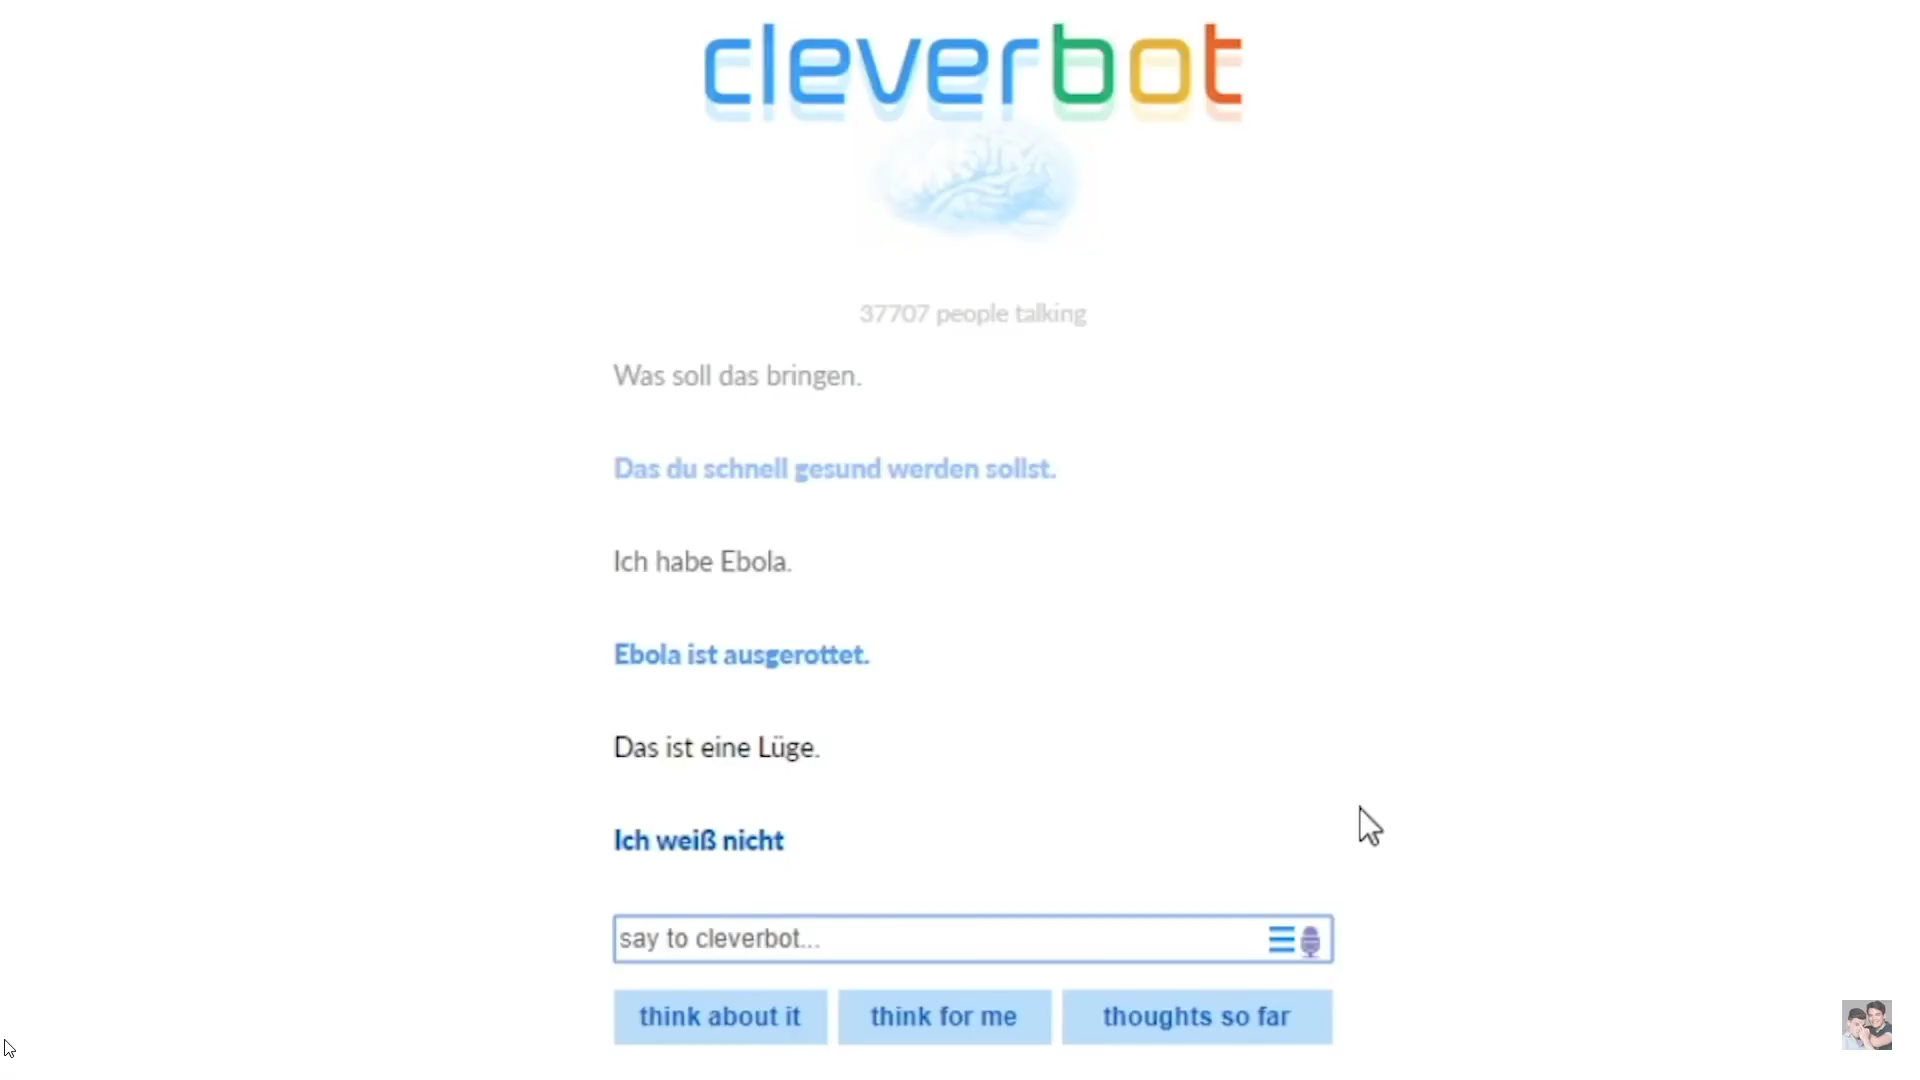 cleverbot
37707 people talking
Was soll das bringen.
Das du schnell gesund werden sollst.
Ich habe Ebola.
Ebola ist ausgerottet.
Das ist eine Lüge.
Ich weiß nicht
say to cleverbot...
think about it think for me thoughts so far